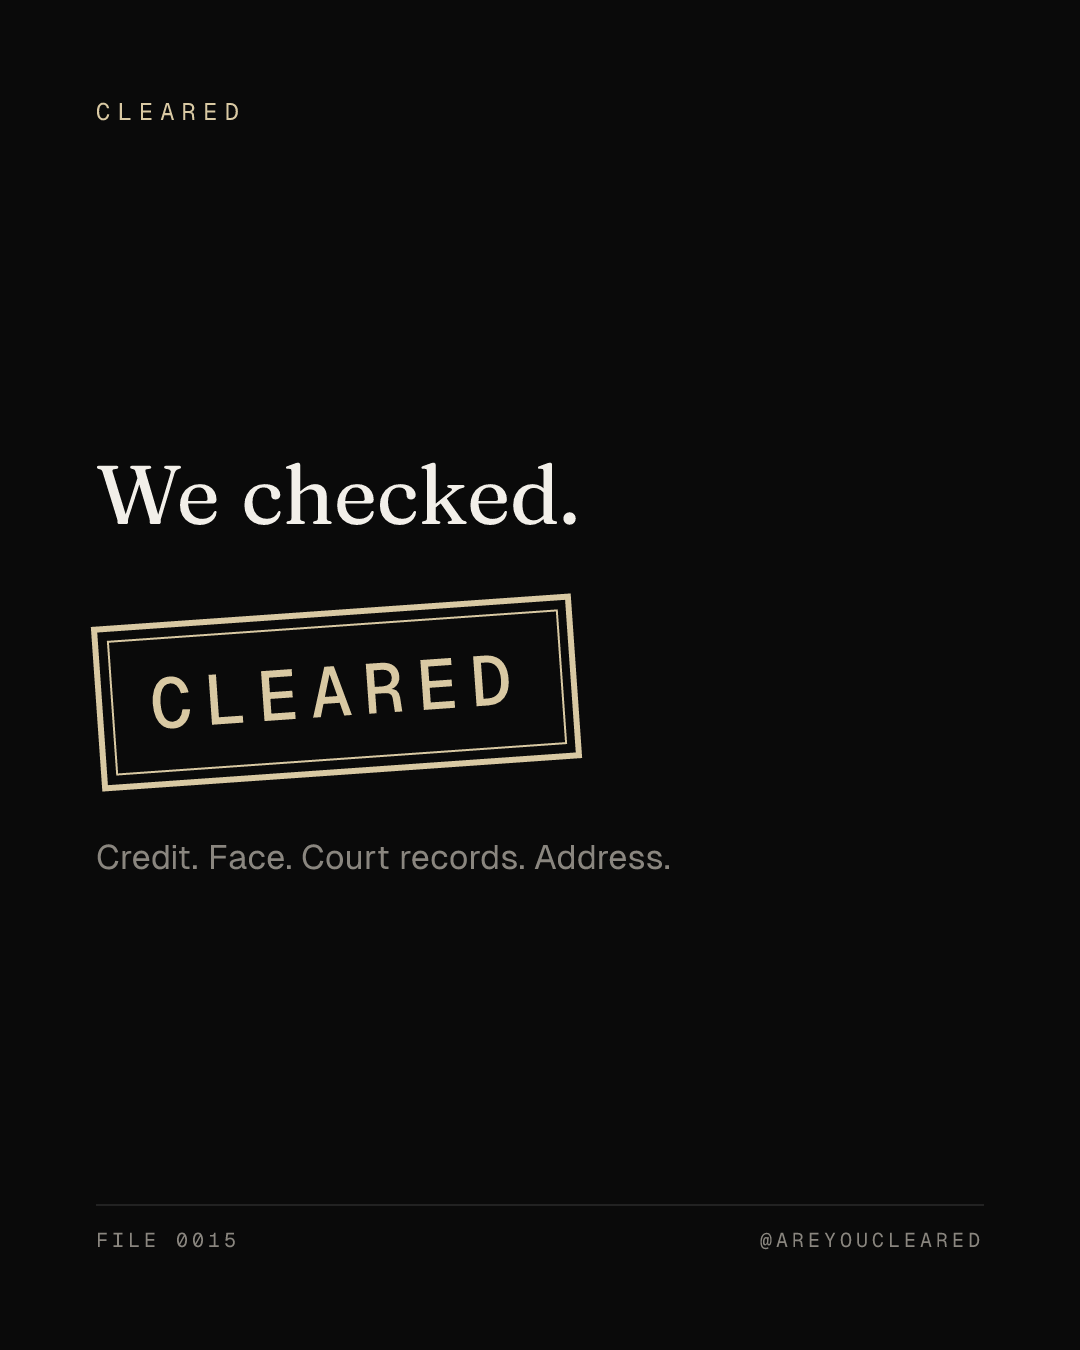 CLEARED
We checked.
CLEARED
Credit. Face. Court records. Address.
FILE 0015
@AREYOUCLEARED